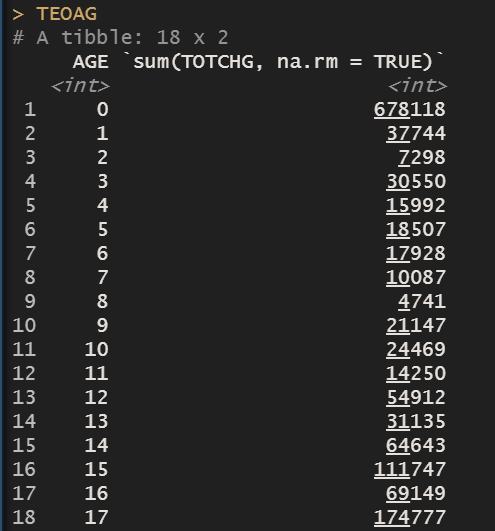 > TEOAG
# A tibble: 18 x 2
AGE `sum(TOTCHG, na.rm = TRUE)`
<int> <int>
1 0 678118
2 1 37744
3 2 7298
4 3 30550
5 4 15992
6 5 18507
7 6 17928
8 7 10087
9 8 4741
10 9 21147
11 10 24469
12 11 14250
13 12 54912
14 13 31135
15 14 64643
16 15 111747
17 16 69149
18 17 174777